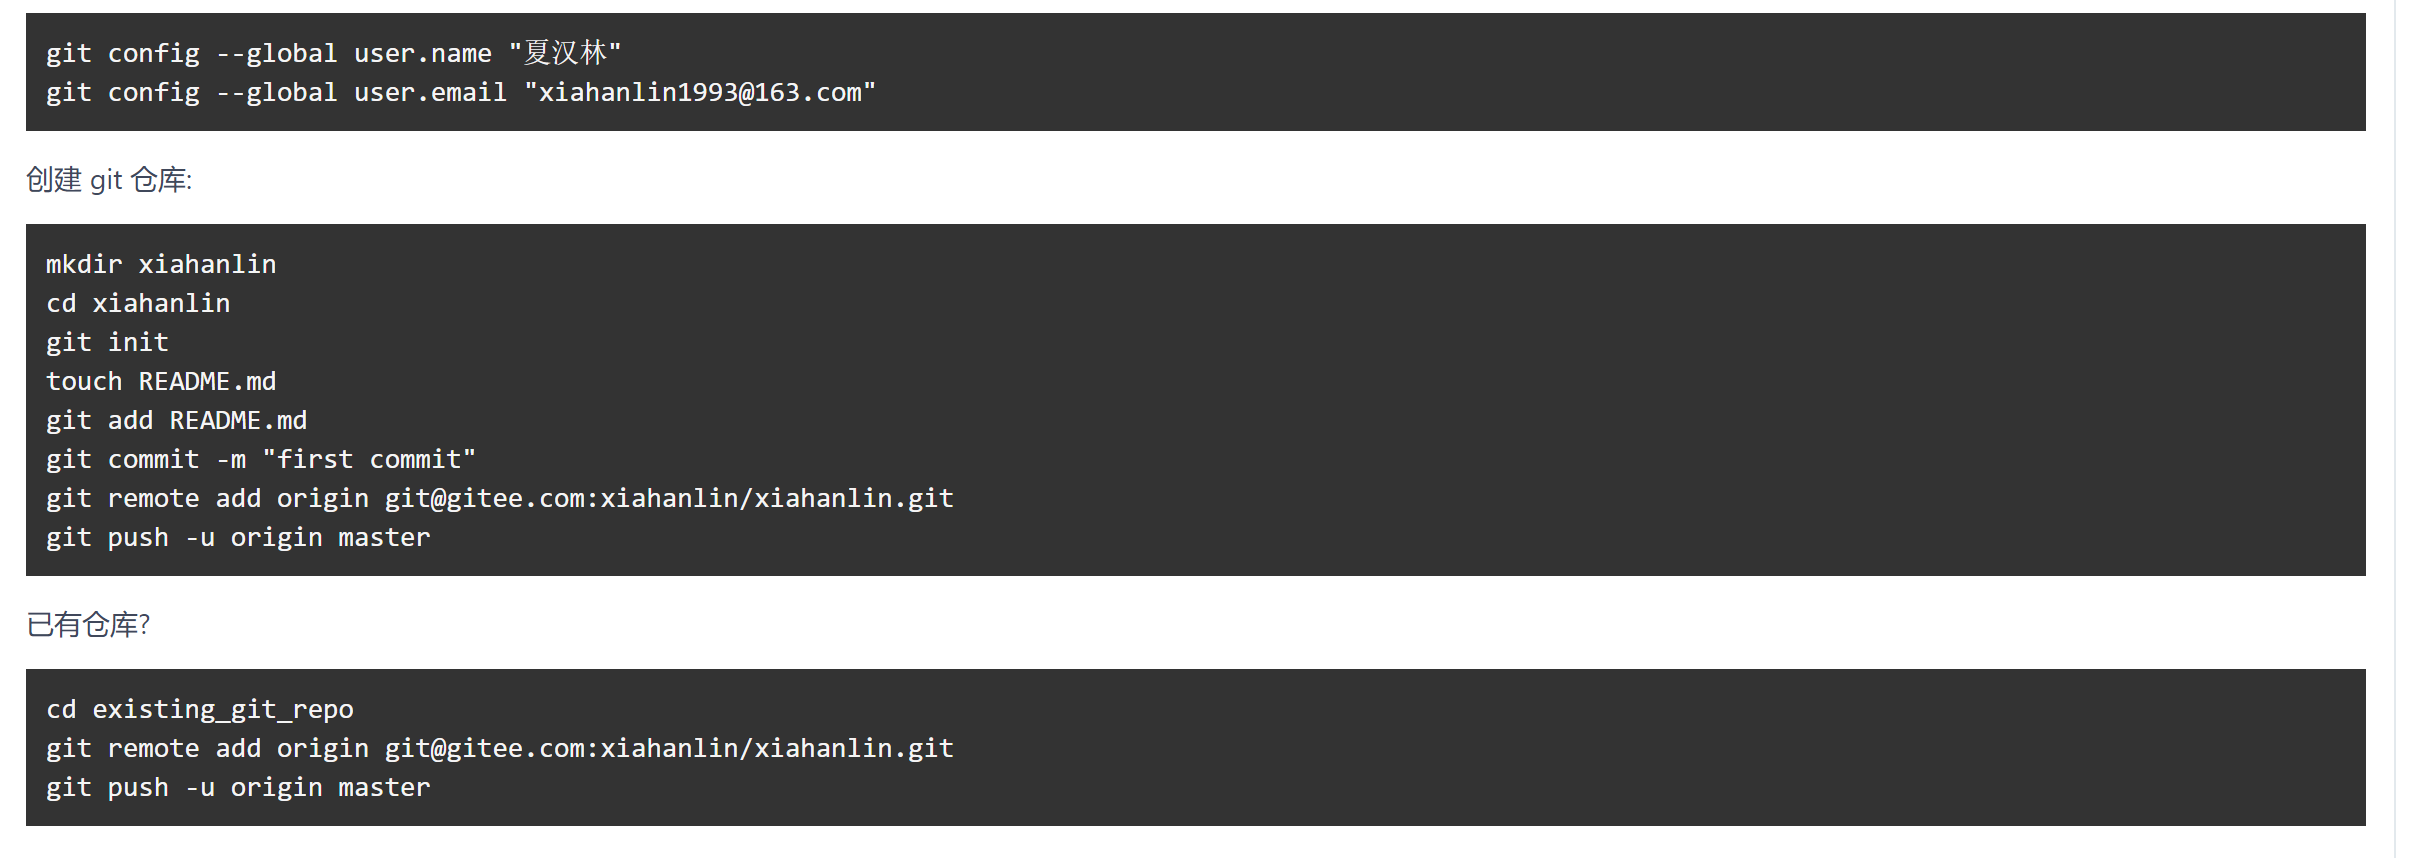 git config --global user.name "夏汉林"
git config --global user.email "xiahanlin1993@163.com"
创建 git 仓库:
mkdir xiahanlin
cd xiahanlin
git init
touch README.md
git add README.md
git commit -m "first commit"
git remote add origin git@gitee.com:xiahanlin/xiahanlin.git
git push -u origin master
已有仓库?
cd existing_git_repo
git remote add origin git@gitee.com:xiahanlin/xiahanlin.git
git push -u origin master